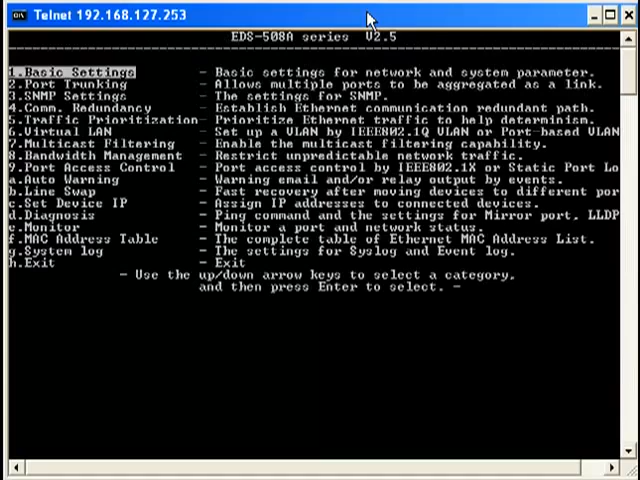 Telnet 192.168.127.253
EDS-508A series V2.5
1.Basic Settings - Basic settings for network and system parameter.
2.Port Trunking - Allows multiple ports to be aggregated as a link.
3.SNMP Settings - The settings for SNMP.
4.Comm. Redundancy - Establish Ethernet communication redundant path.
5.Traffic Prioritization- Prioritize Ethernet traffic to help determinism.
6.Virtual LAN - Set up a VLAN by IEEE802.1Q VLAN or Port-based VLAN
7.Multicast Filtering - Enable the multicast filtering capability.
8.Bandwidth Management - Restrict unpredictable network traffic.
9.Port Access Control - Port access control by IEEE802.1X or Static Port Lo
a.Auto Warning - Warning email and/or relay output by events.
b.Line Swap - Fast recovery after moving devices to different por
c.Set Device IP - Assign IP addresses to connected devices.
d.Diagnosis - Ping command and the settings for Mirror port, LLDP
e.Monitor - Monitor a port and network status.
f.MAC Address Table - The complete table of Ethernet MAC Address List.
g.System log - The settings for Syslog and Event log.
h.Exit - Exit
- Use the up/down arrow keys to select a category,
and then press Enter to select. -